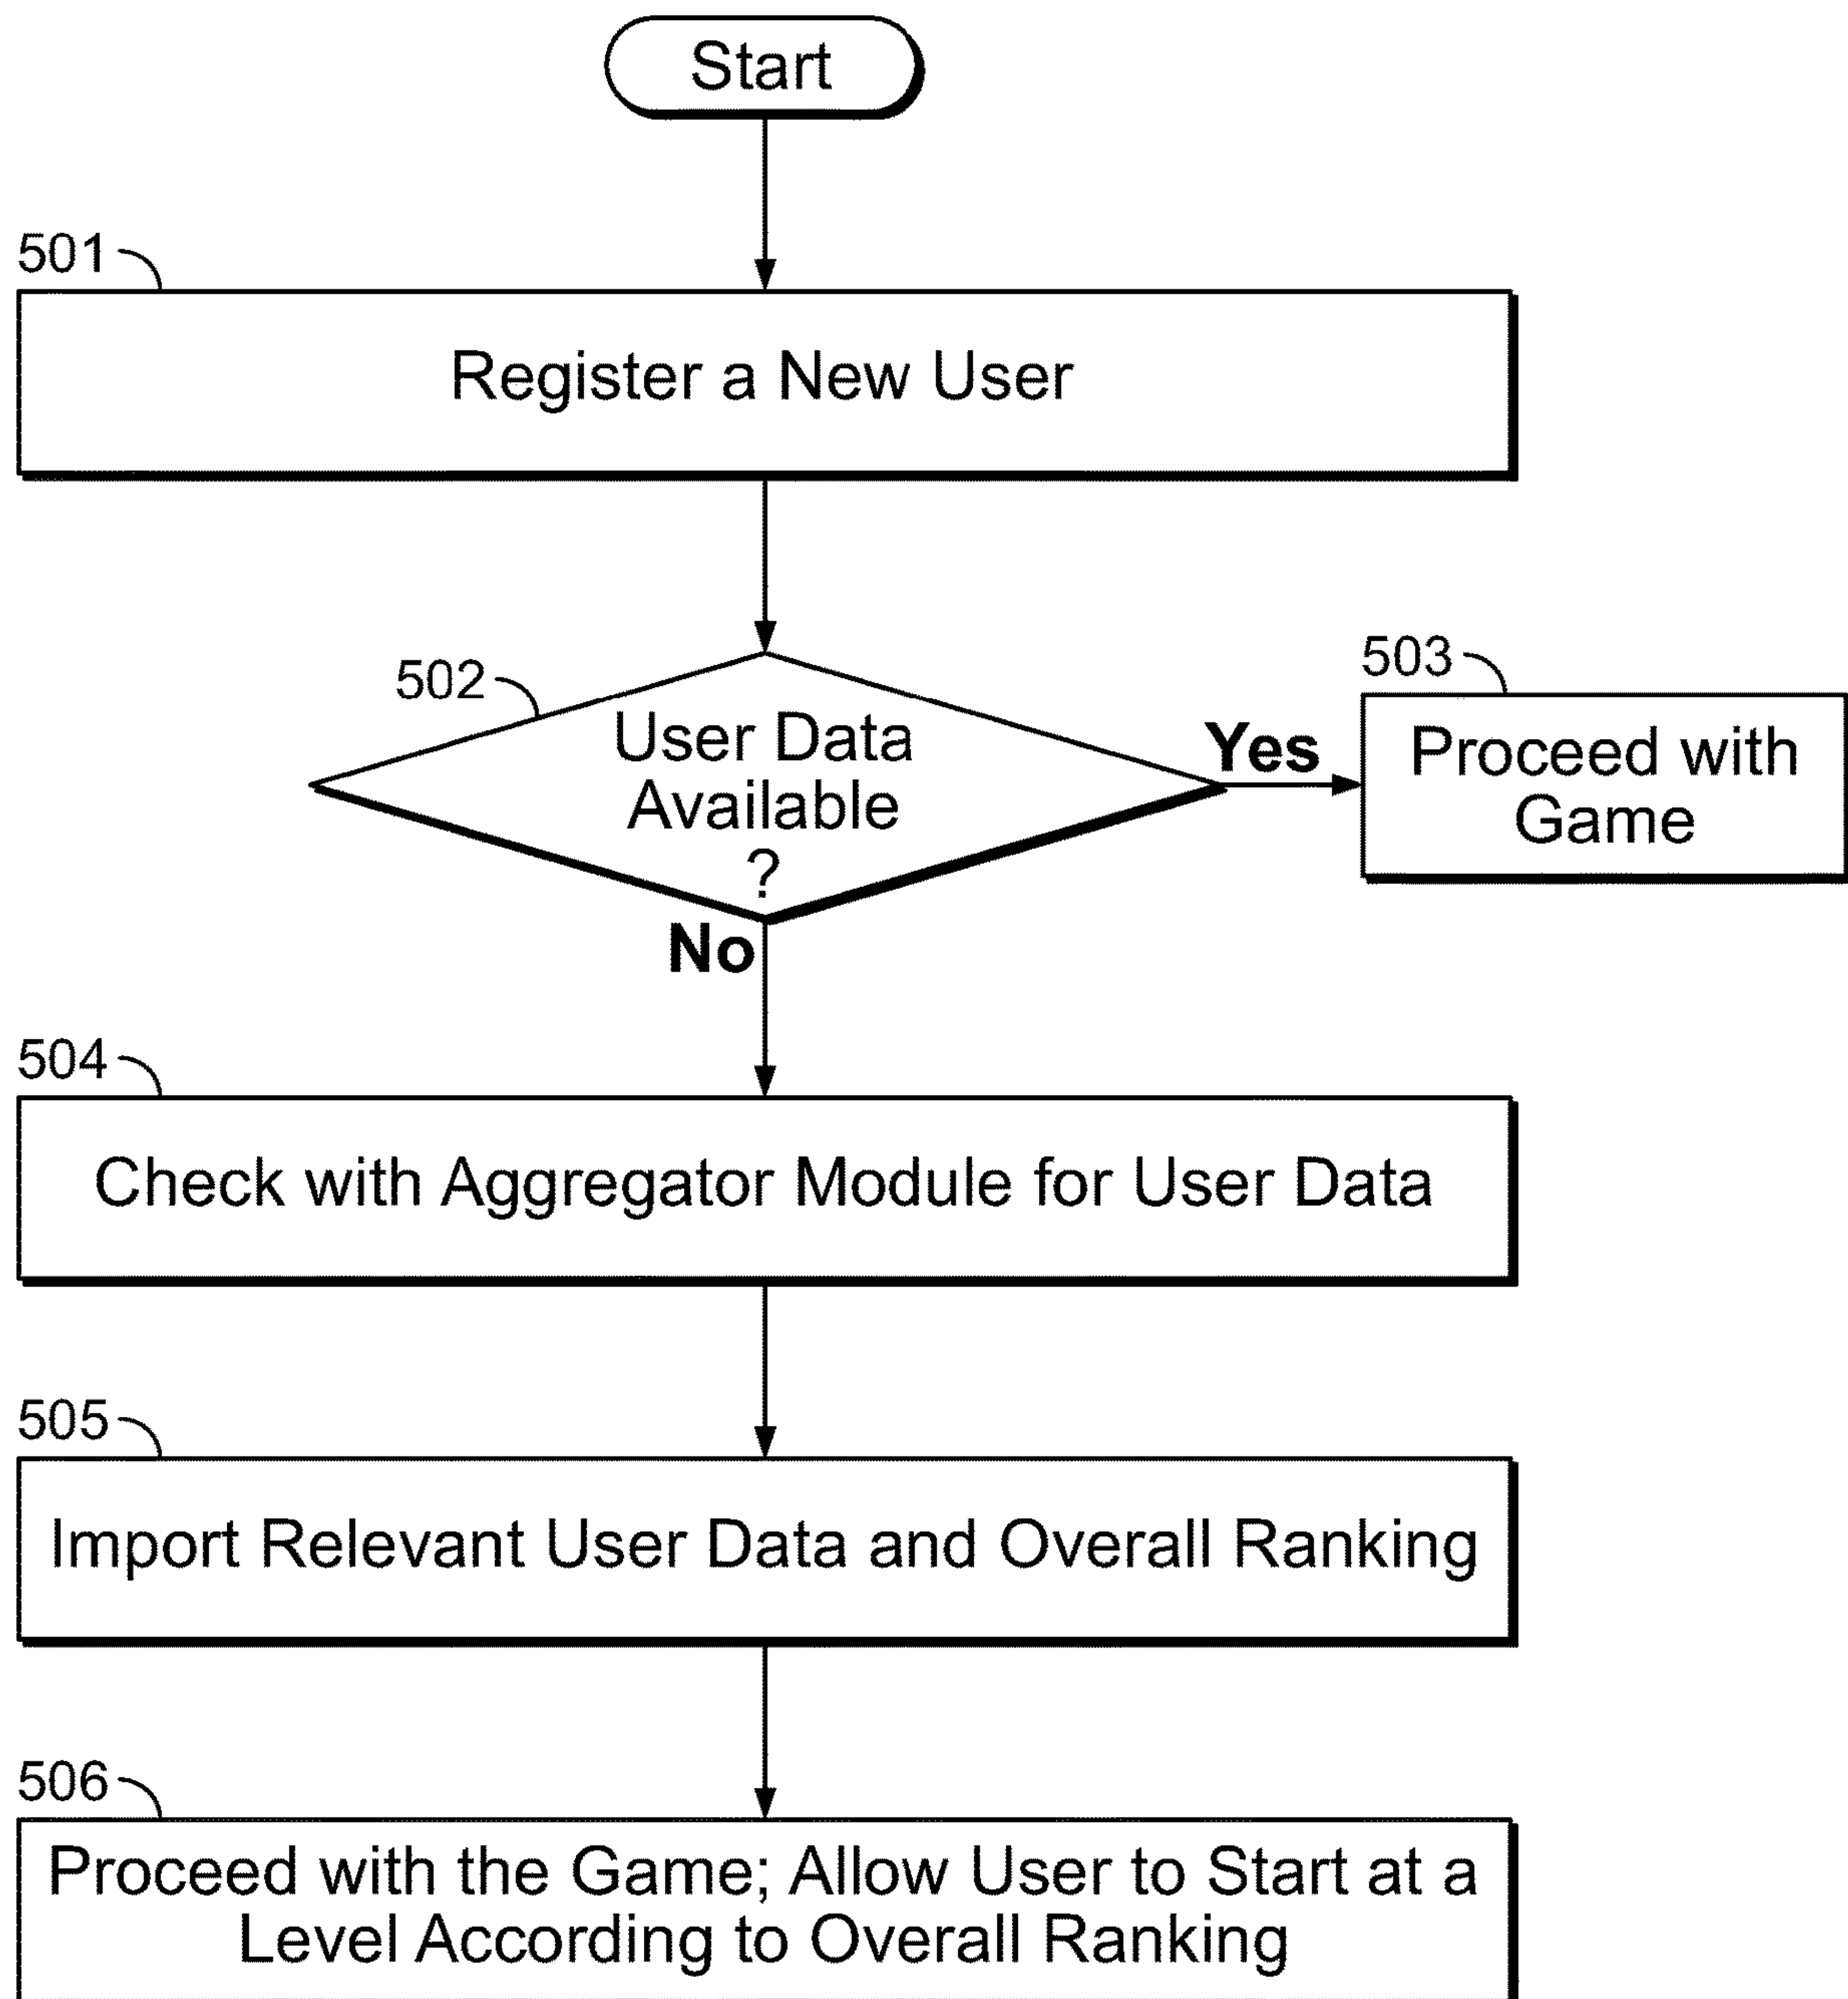 Start
501
Register a New User
502
User Data
Available
?
Yes
503
Proceed with
Game
No
504
Check with Aggregator Module for User Data
505
Import Relevant User Data and Overall Ranking
506
Proceed with the Game; Allow User to Start at a
Level According to Overall Ranking